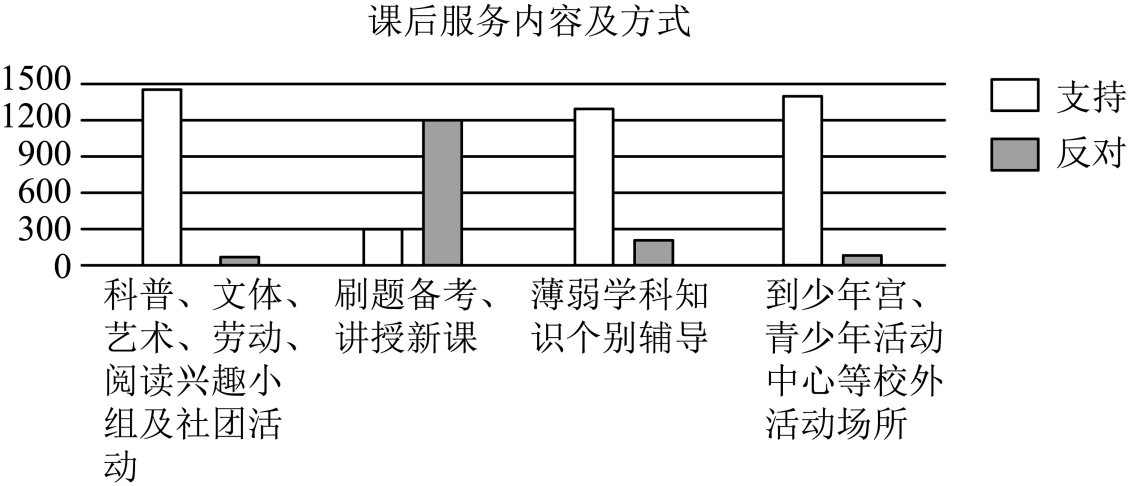 课后服务内容及方式
1500
1200
900
600
300
0
支持
反对
科普、文体、
艺术、劳动、
阅读兴趣小
组及社团活
动
刷题备考、
讲授新课
薄弱学科知
识个别辅导
到少年宫、
青少年活动
中心等校外
活动场所